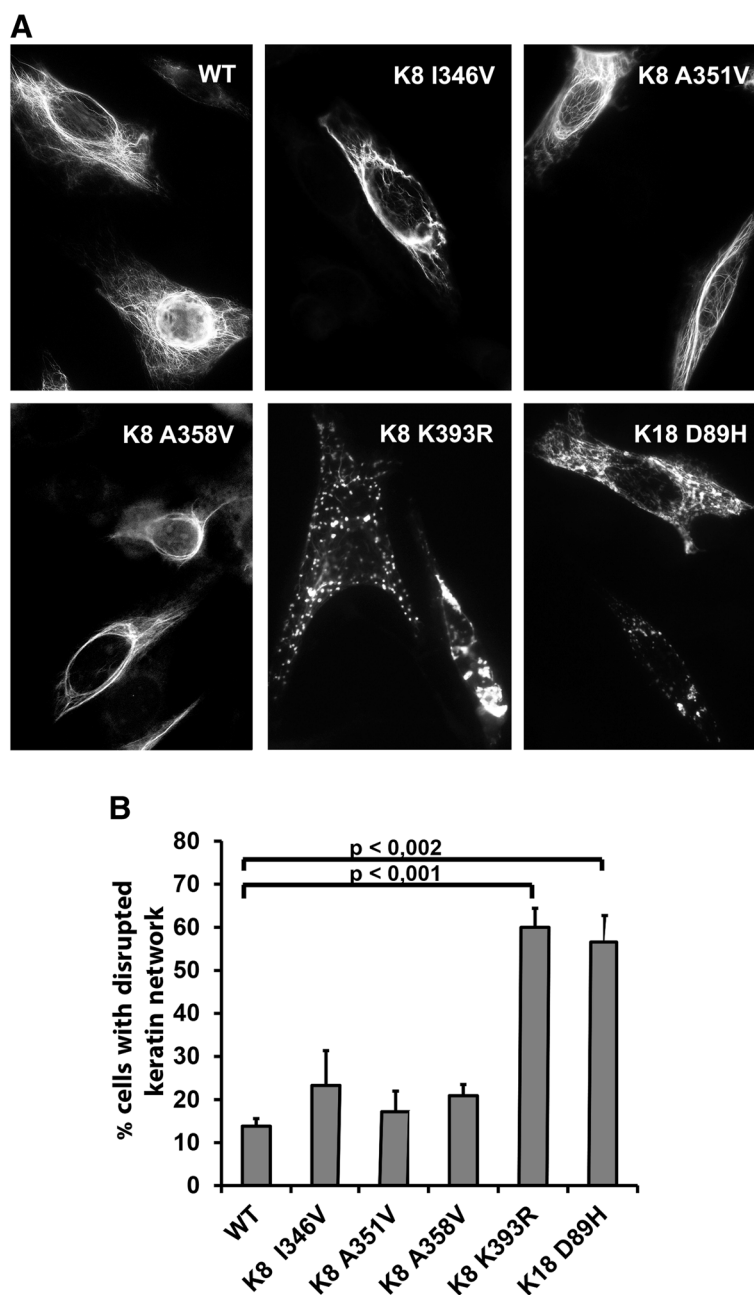 A
WT
K8 I346V
K8 A351V
K8 A358V
K8 K393R
K18 D89H
B
% cells with disrupted
keratin network
80
70
60
50
40
30
20
10
0
p < 0,002
p < 0,001
WT
K8 I346V
K8 A351V
K8 A358V
K8 K393R
K18 D89H